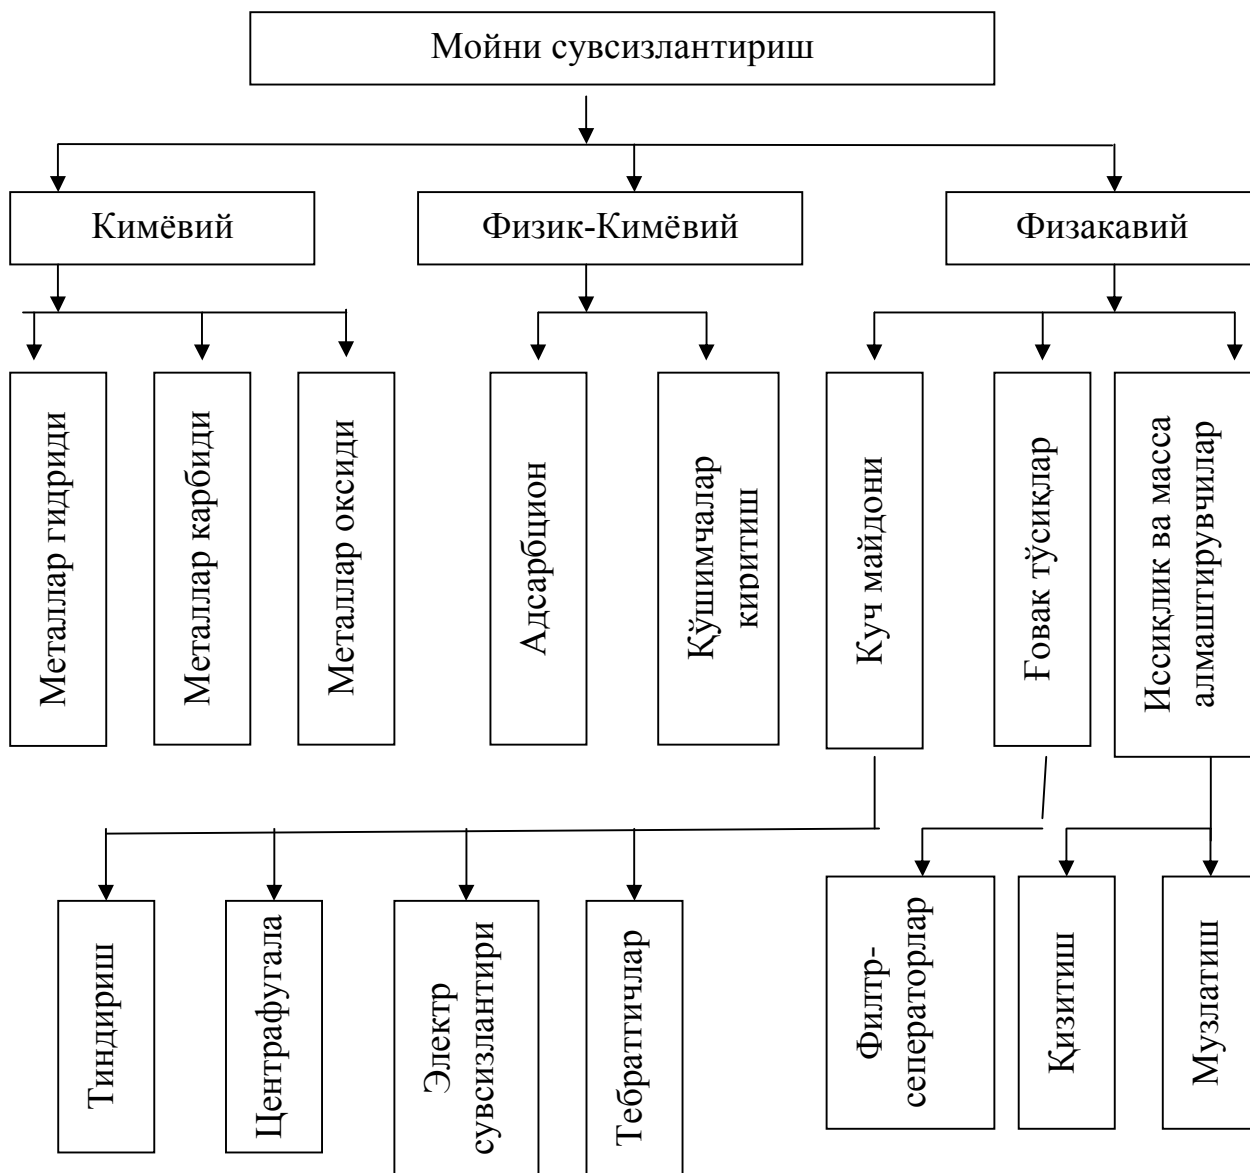 Мойни сувсизлантириш
Кимёвий
Физик-Кимёвий
Физакавий
Металлар гидриди
Металлар карбиди
Металлар оксиди
Адсарбцион
Қўшимчалар
киритиш
Куч майдони
Ғовак тўсиқлар
Иссиқлик ва масса
алмаштирувчилар
Тиндириш
Центрафугала
Электр
сувсизлантири
Тебратгичлар
Филтр-
сеператорлар
Қизитиш
Музлатиш